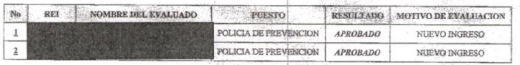 No REI NOMBRE DEL EVALUADO PUESTO RESULTADO MOTIVO DE EVALUACION
1 POLICIA DE PREVENCION APROBADO NUEVO INGRESO
2 POLICIA DE PREVENCION APROBADO NUEVO INGRESO